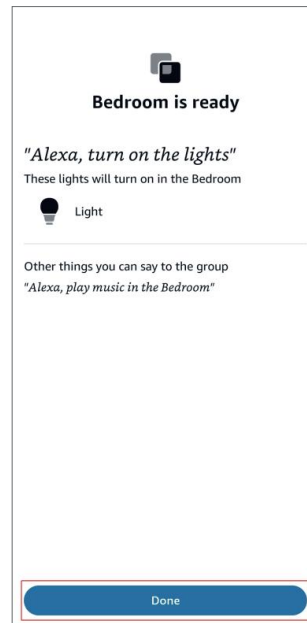 Bedroom is ready
"Alexa, turn on the lights"
These lights will turn on in the Bedroom
Light
Other things you can say to the group
"Alexa, play music in the Bedroom"
Done